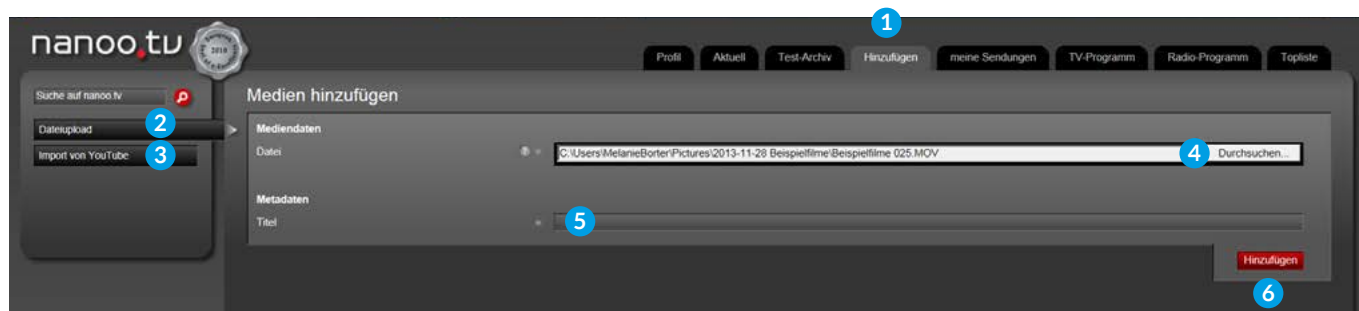 1
nanoo.tv
2010
Profil Aktuell Test-Archiv Hinzufügen meine Sendungen TV-Programm Radio-Programm Topliste
Suche auf nanoo.tv
Medien hinzufügen
Dateiupload 2
Mediendaten
Import von YouTube 3
Datei
C:\Users\MelanieBorter\Pictures\2013-11-28 Beispielfilme\Beispielfilme 025.MOV 4 Durchsuchen...
Metadaten
Titel 5
Hinzufügen
6